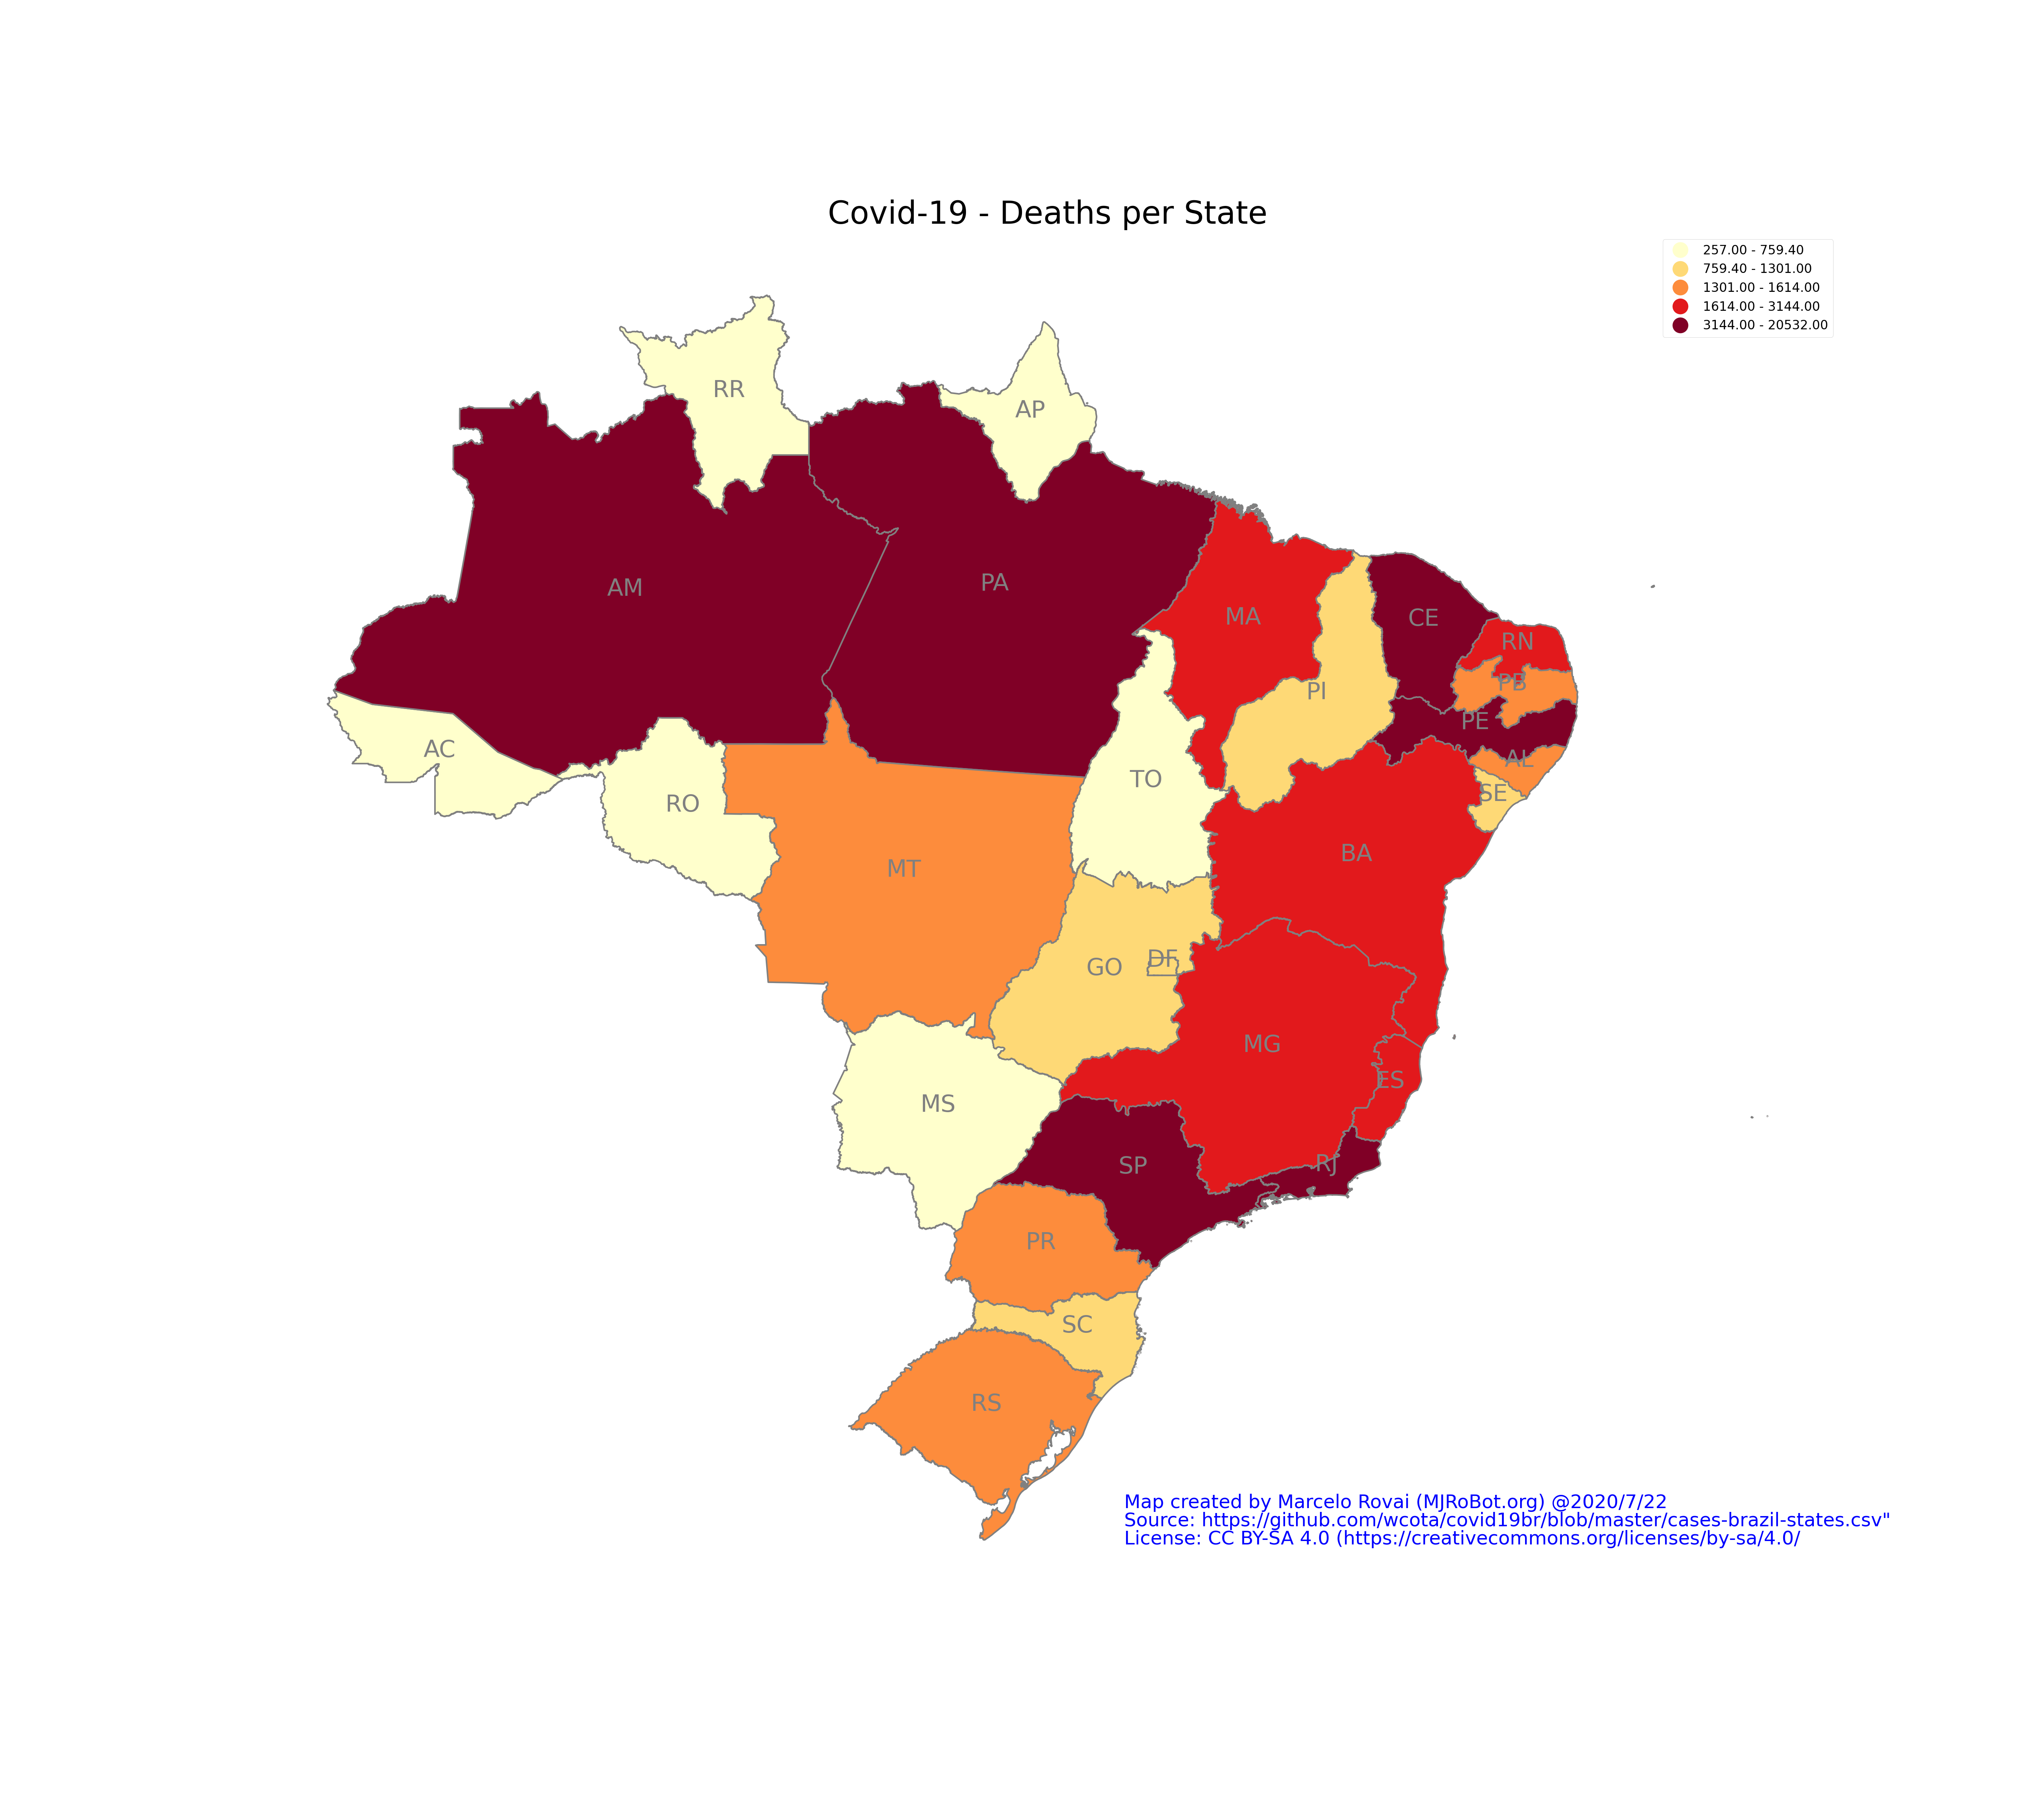 Covid-19 - Deaths per State
257.00 - 759.40
759.40 - 1301.00
1301.00 - 1614.00
1614.00 - 3144.00
3144.00 - 20532.00
RR
AP
AM
PA
MA
CE
RN
PB
PI
PE
AC
AL
TO
SE
RO
BA
MT
DF
GO
MG
ES
MS
RJ
SP
PR
SC
RS
Map created by Marcelo Rovai (MJRoBot.org) @2020/7/22
Source: https://github.com/wcota/covid19br/blob/master/cases-brazil-states.csv"
License: CC BY-SA 4.0 (https://creativecommons.org/licenses/by-sa/4.0/